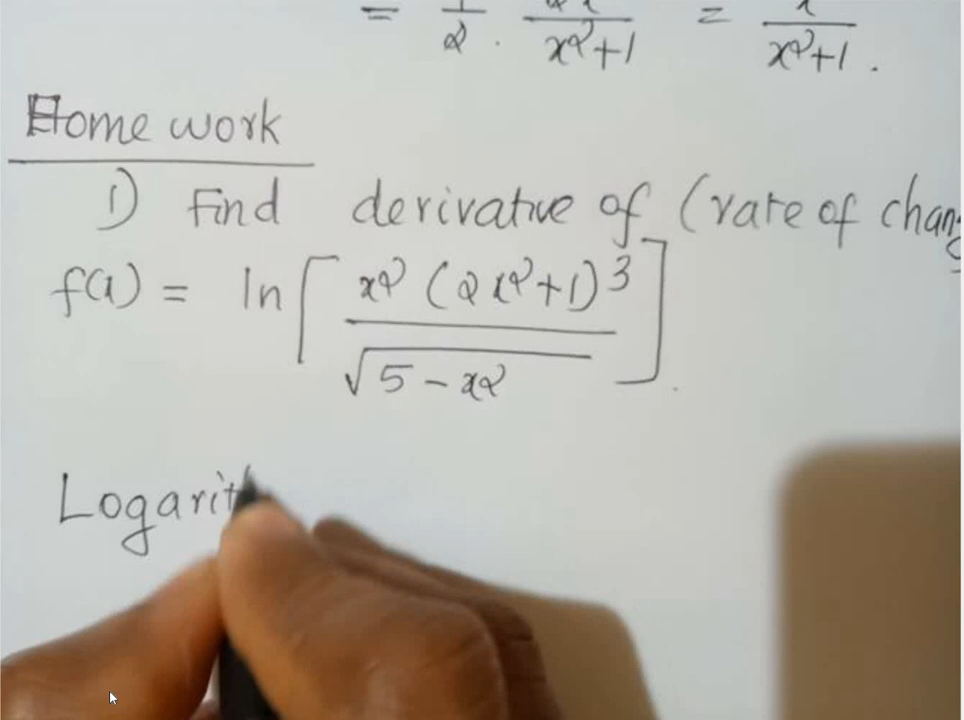 = 1/2 . 2x/x²+1 = x/x²+1 .
Home work
1) Find derivative of (rate of chang
f(x) = ln [ x² (2x²+1)³ / √5-x² ] .
Logarit